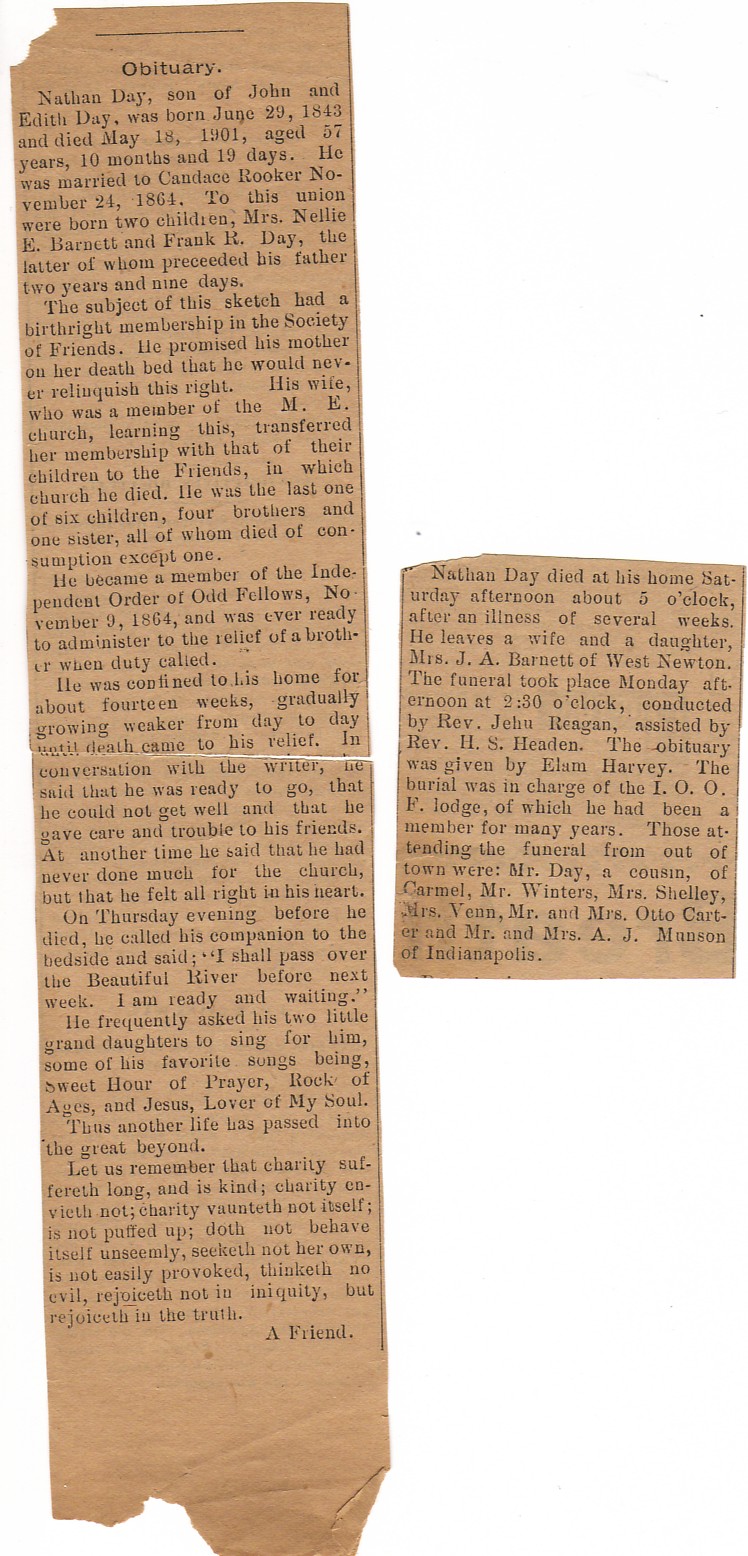 Obituary.
Nathan Day, son of John and
Edith Day, was born June 29, 1843
and died May 18, 1901, aged 57
years, 10 months and 19 days. He
was married to Candace Rooker No-
vember 24, 1864. To this union
were born two children, Mrs. Nellie
E. Barnett and Frank R. Day, the
latter of whom preceeded his father
two years and nine days.
The subject of this sketch had a
birthright membership in the Society
of Friends. He promised his mother
on her death bed that he would nev-
er relinquish this right. His wife,
who was a member of the M. E.
church, learning this, transferred
her membership with that of their
children to the Friends, in which
church he died. He was the last one
of six children, four brothers and
one sister, all of whom died of con-
sumption except one.
He became a member of the Inde-
pendent Order of Odd Fellows, No-
vember 9, 1864, and was ever ready
to administer to the relief of a broth-
er when duty called.
He was confined to his home for
about fourteen weeks, gradually
growing weaker from day to day
until death came to his relief. In
conversation with the writer, he
said that he was ready to go, that
he could not get well and that he
gave care and trouble to his friends.
At another time he said that he had
never done much for the church,
but that he felt all right in his heart.
On Thursday evening before he
died, he called his companion to the
bedside and said; "I shall pass over
the Beautiful River before next
week. I am ready and waiting."
He frequently asked his two little
grand daughters to sing for him,
some of his favorite songs being,
Sweet Hour of Prayer, Rock of
Ages, and Jesus, Lover of My Soul.
Thus another life has passed into
the great beyond.
Let us remember that charity suf-
fereth long, and is kind; charity en-
vieth not; charity vaunteth not itself;
is not puffed up; doth not behave
itself unseemly, seeketh not her own,
is not easily provoked, thinketh no
evil, rejoiceth not in iniquity, but
rejoiceth in the truth.
A Friend.
Nathan Day died at his home Sat-
urday afternoon about 5 o'clock,
after an illness of several weeks.
He leaves a wife and a daughter,
Mrs. J. A. Barnett of West Newton.
The funeral took place Monday aft-
ernoon at 2:30 o'clock, conducted
by Rev. Jehu Reagan, assisted by
Rev. H. S. Headen. The obituary
was given by Elam Harvey. The
burial was in charge of the I. O. O.
F. lodge, of which he had been a
member for many years. Those at-
tending the funeral from out of
town were: Mr. Day, a cousin, of
Carmel, Mr. Winters, Mrs. Shelley,
Mrs. Venn, Mr. and Mrs. Otto Cart-
er and Mr. and Mrs. A. J. Munson
of Indianapolis.